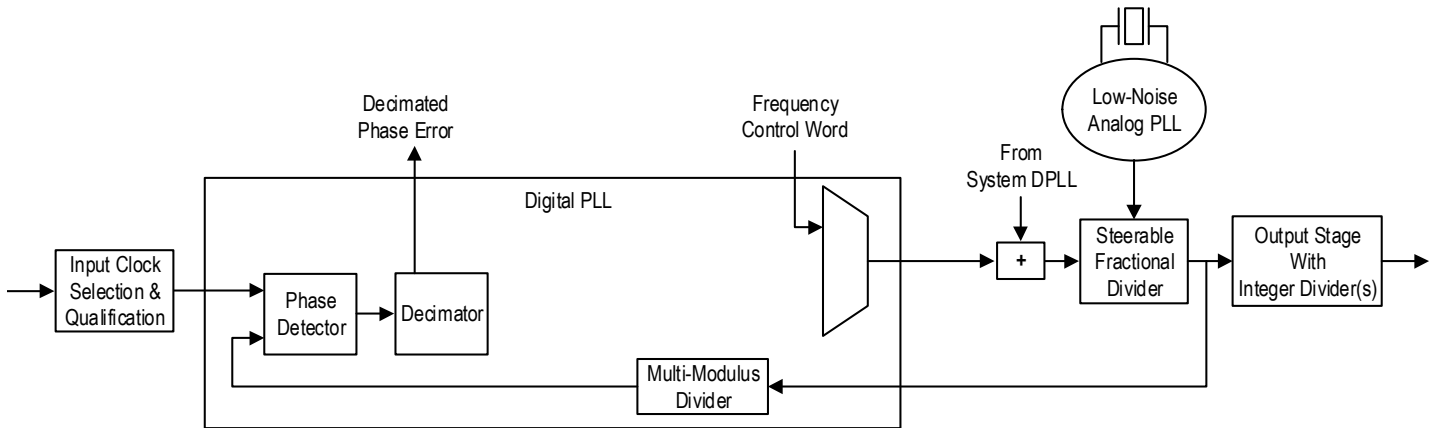 Low-Noise
Analog PLL
Decimated
Phase Error
Frequency
Control Word
From
System DPLL
Digital PLL
Input Clock
Selection &
Qualification
Phase
Detector
Decimator
+
Steerable
Fractional
Divider
Output Stage
With
Integer Divider(s)
Multi-Modulus
Divider